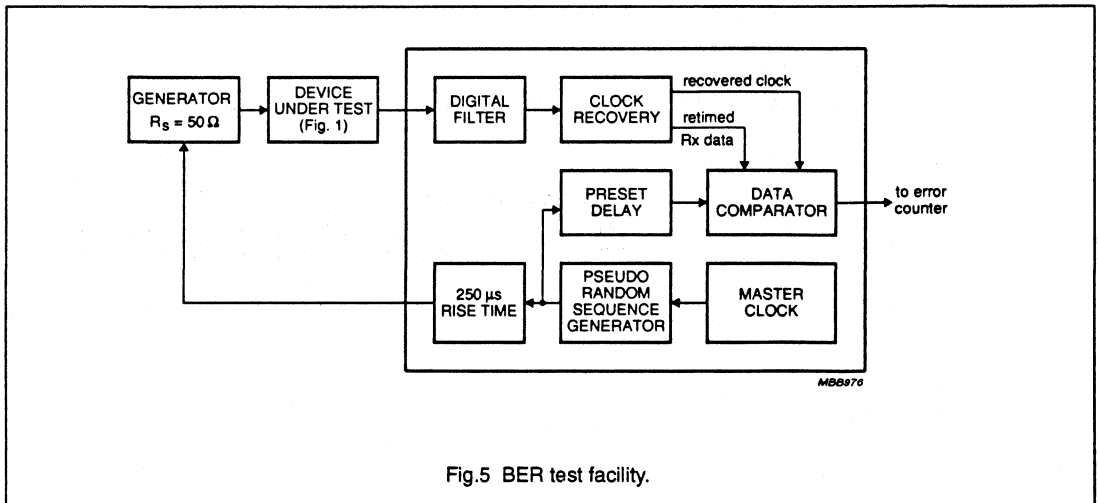 GENERATOR
RS = 50 Ω
DEVICE
UNDER TEST
(Fig. 1)
DIGITAL
FILTER
CLOCK
RECOVERY
recovered clock
retimed
Rx data
PRESET
DELAY
DATA
COMPARATOR
to error
counter
250 µs
RISE TIME
PSEUDO
RANDOM
SEQUENCE
GENERATOR
MASTER
CLOCK
MBB976
Fig.5 BER test facility.